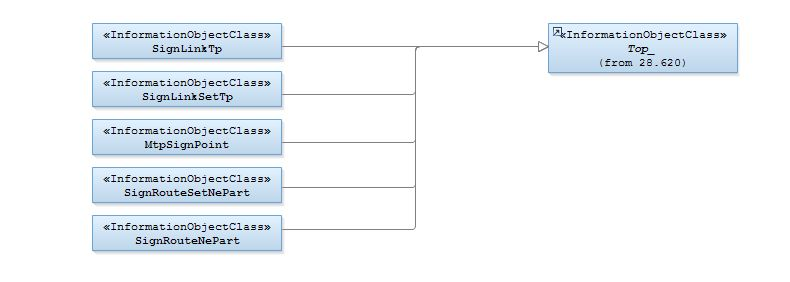 «InformationObjectClass»
SignLinkTp
«InformationObjectClass»
SignLinkSetTp
«InformationObjectClass»
MtpSignPoint
«InformationObjectClass»
SignRouteSetNePart
«InformationObjectClass»
SignRouteNePart
«InformationObjectClass»
Top_
(from 28.620)